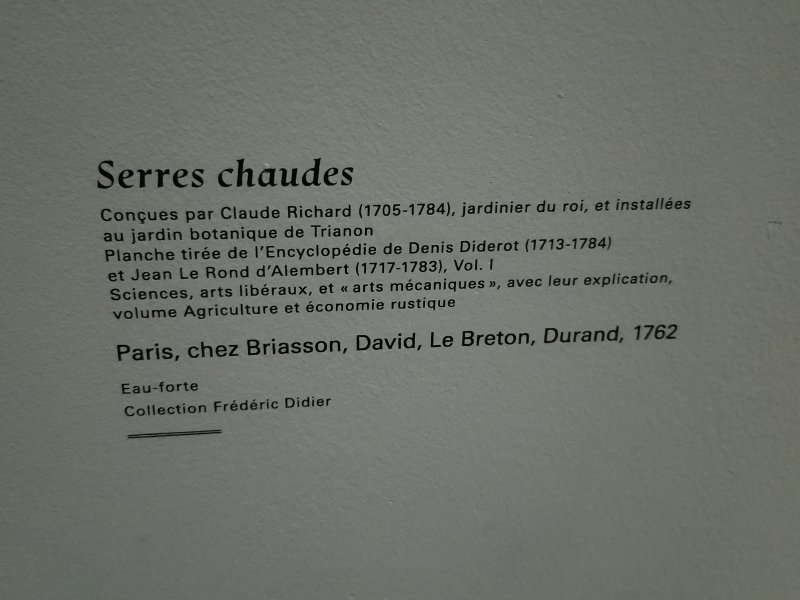 Serres chaudes
Conçues par Claude Richard (1705-1784), jardinier du roi, et installées
au jardin botanique de Trianon
Planche tirée de l'Encyclopédie de Denis Diderot (1713-1784)
et Jean Le Rond d'Alembert (1717-1783), Vol. I
Sciences, arts libéraux, et « arts mécaniques », avec leur explication,
volume Agriculture et économie rustique
Paris, chez Briasson, David, Le Breton, Durand, 1762
Eau-forte
Collection Frédéric Didier